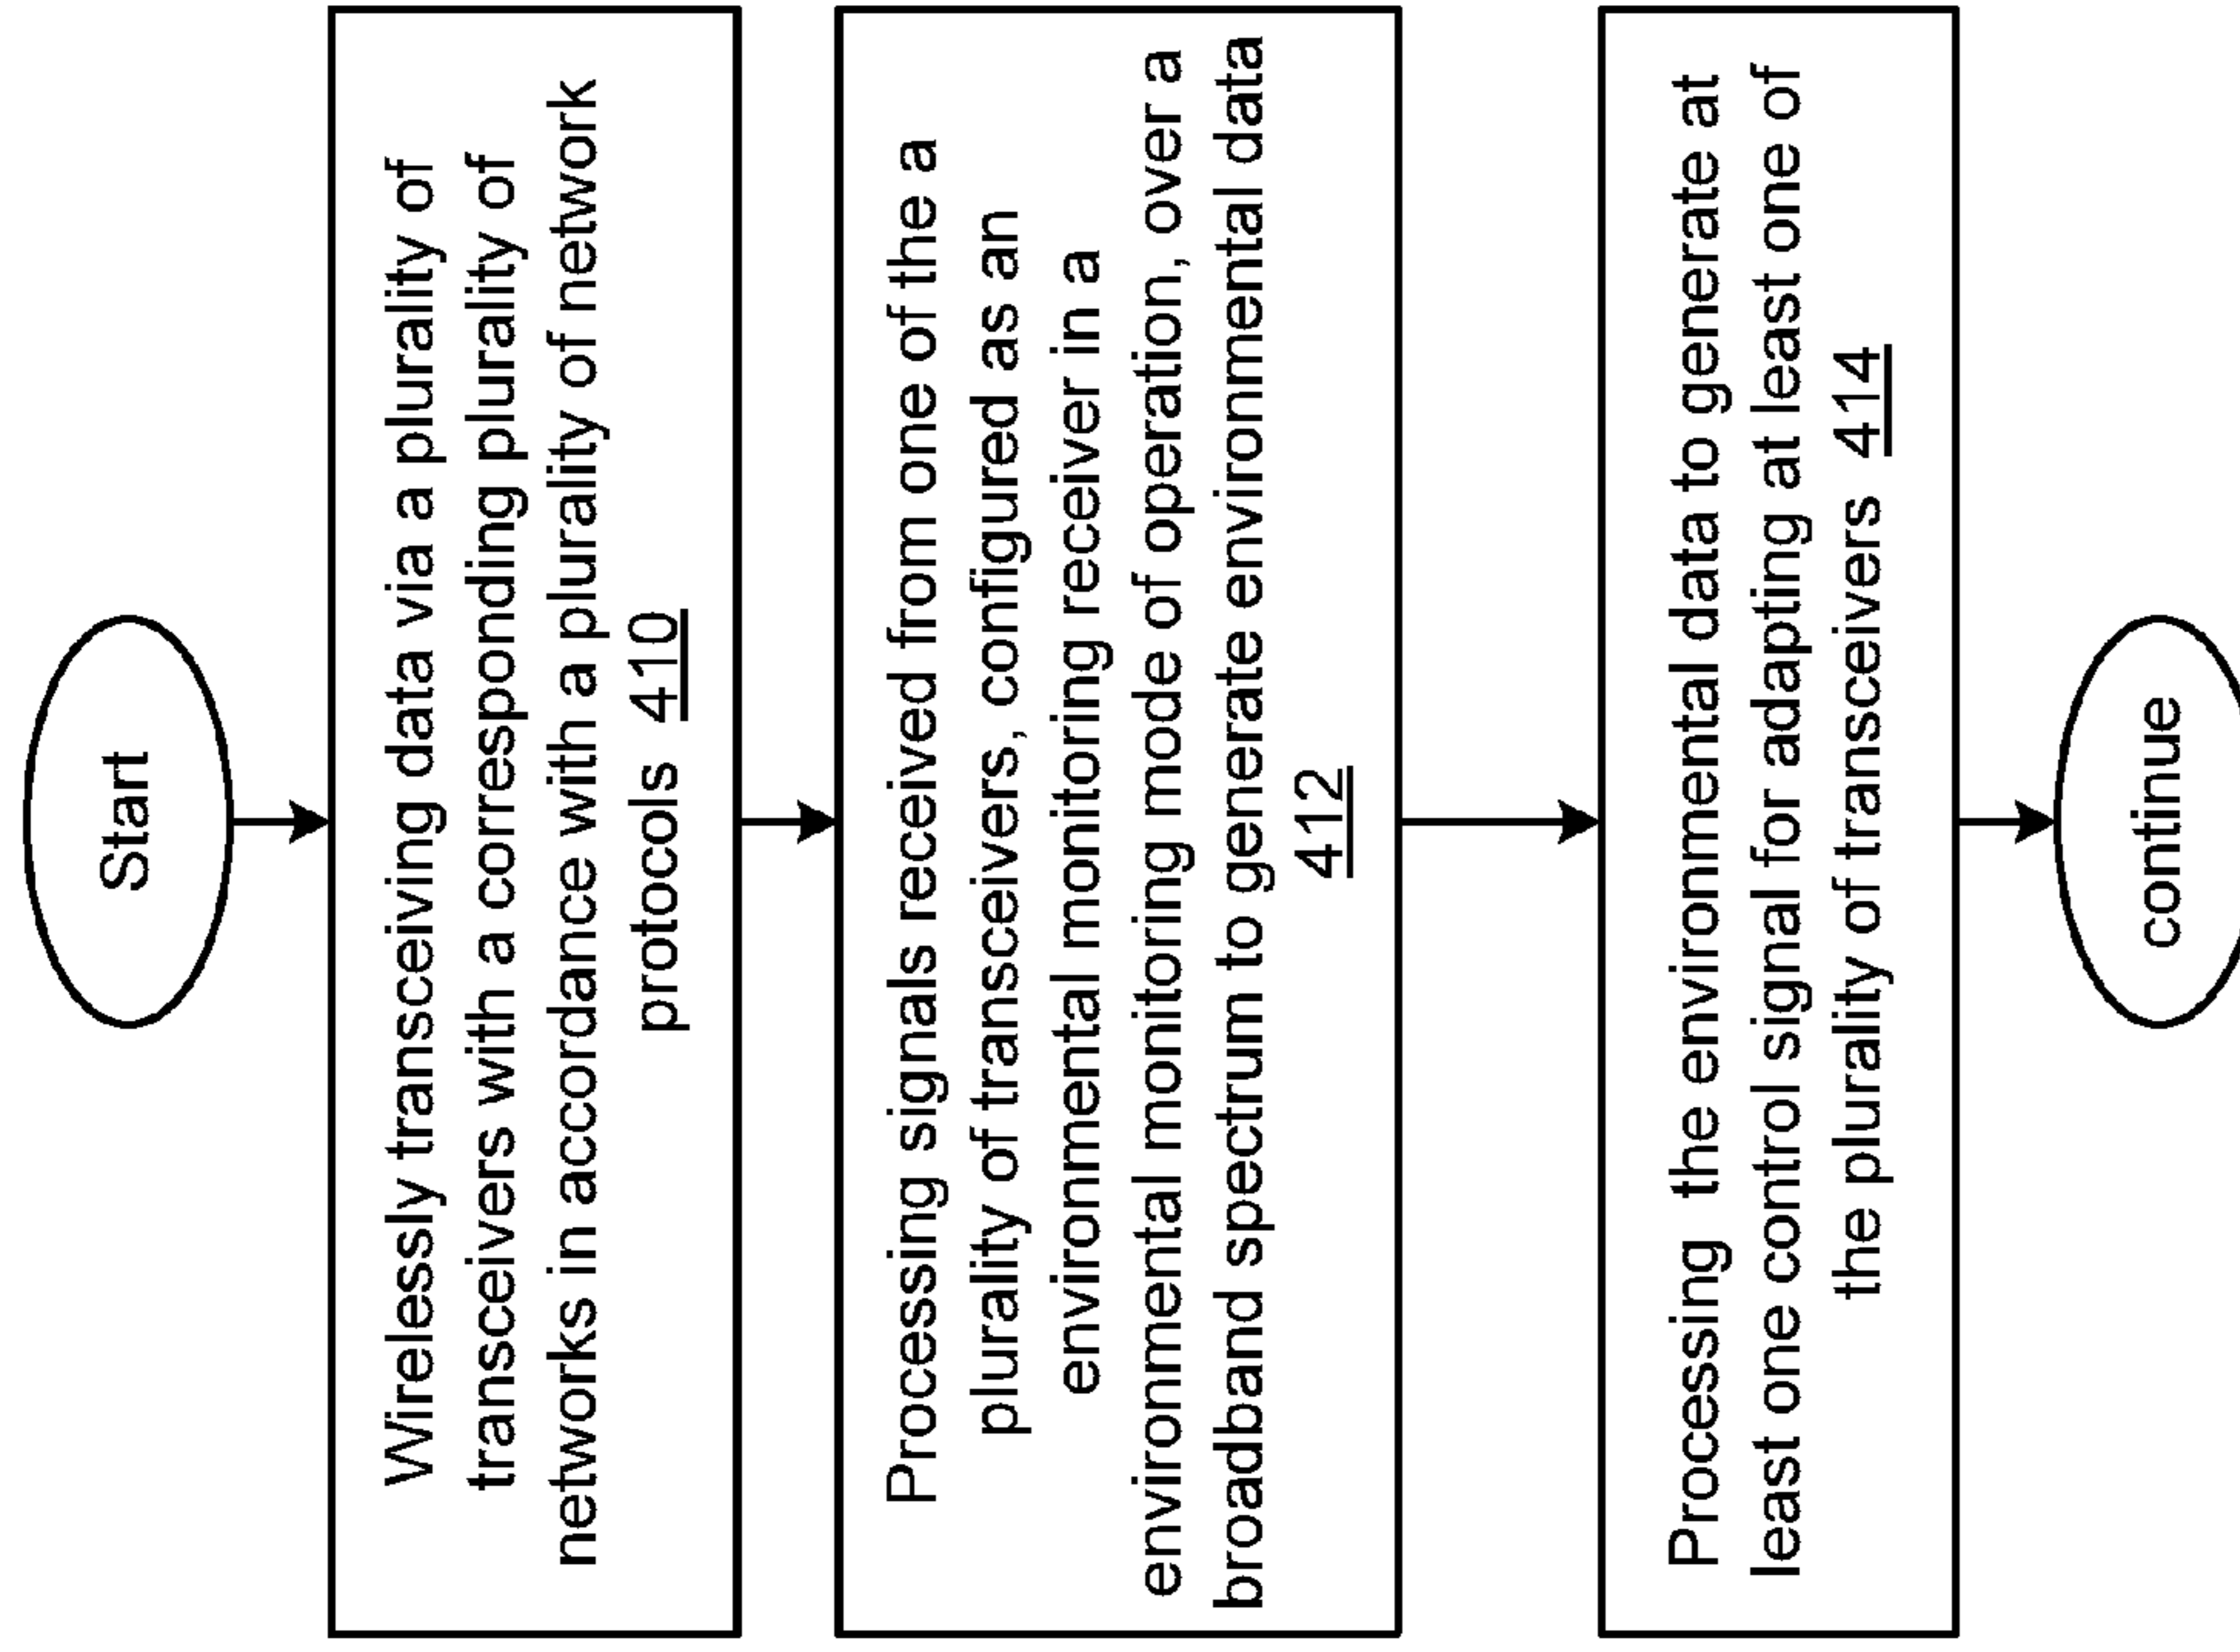 Start
Wirelessly transceiving data via a plurality of
transceivers with a corresponding plurality of
networks in accordance with a plurality of network
protocols 410
Processing signals received from one of the a
plurality of transceivers, configured as an
environmental monitoring receiver in a
environmental monitoring mode of operation, over a
broadband spectrum to generate environmental data
412
Processing the environmental data to generate at
least one control signal for adapting at least one of
the plurality of transceivers 414
continue